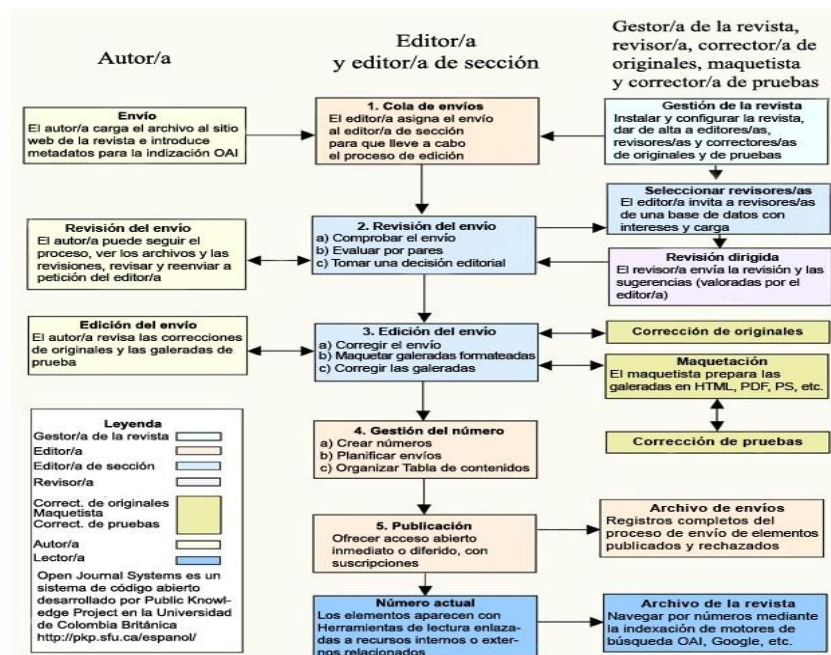 Autor/a
Editor/a
y editor/a de sección
Gestor/a de la revista,
revisor/a, corrector/a de
originales, maquetista
y corrector/a de pruebas
Envío
El autor/a carga el archivo al sitio
web de la revista e introduce
metadatos para la indización OAI
1. Cola de envíos
El editor/a asigna el envío
al editor/a de sección
para que lleve a cabo
el proceso de edición
Gestión de la revista
Instalar y configurar la revista,
dar de alta a editores/as,
revisores/as y correctores/as
de originales y de pruebas
Seleccionar revisores/as
El editor/a invita a revisores/as
de una base de datos con
intereses y carga
Revisión del envío
El autor/a puede seguir el
proceso, ver los archivos y las
revisiones, revisar y reenviar a
petición del editor/a
2. Revisión del envío
a) Comprobar el envío
b) Evaluar por pares
c) Tomar una decisión editorial
Revisión dirigida
El revisor/a envía la revisión y las
sugerencias (valoradas por el
editor/a)
Edición del envío
El autor/a revisa las correcciones
de originales y las galeradas de
prueba
3. Edición del envío
a) Corregir el envío
b) Maquetar galeradas formateadas
c) Corregir las galeradas
Corrección de originales
Maquetación
El maquetista prepara las
galeradas en HTML, PDF, PS, etc.
Corrección de pruebas
4. Gestión del número
a) Crear números
b) Planificar envíos
c) Organizar Tabla de contenidos
5. Publicación
Ofrecer acceso abierto
inmediato o diferido, con
suscripciones
Archivo de envíos
Registros completos del
proceso de envío de elementos
publicados y rechazados
Número actual
Los elementos aparecen con
Herramientas de lectura enlaza-
das a recursos internos o exter-
nos relacionados
Archivo de la revista
Navegar por números mediante
la indexación de motores de
búsqueda OAI, Google, etc.
Leyenda
Gestor/a de la revista
Editor/a
Editor/a de sección
Revisor/a
Correct. de originales
Maquetista
Correct. de pruebas
Autor/a
Lector/a
Open Journal Systems es un
sistema de código abierto
desarrollado por Public Knowl-
edge Project en la Universidad
de Colombia Británica
http://pkp.sfu.ca/espanol/